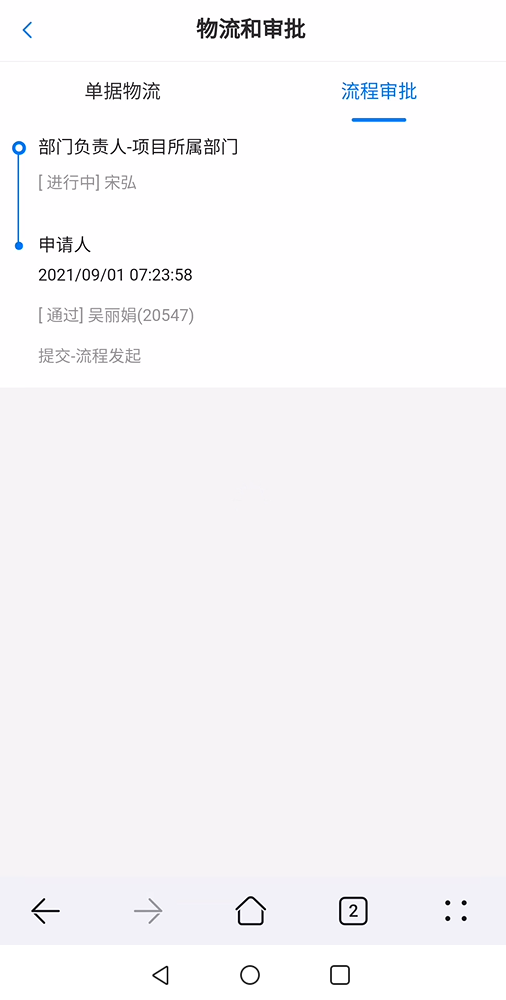 物流和审批
单据物流
流程审批
部门负责人-项目所属部门
[ 进行中] 宋弘
申请人
2021/09/01 07:23:58
[ 通过] 吴丽娟(20547)
提交-流程发起
2